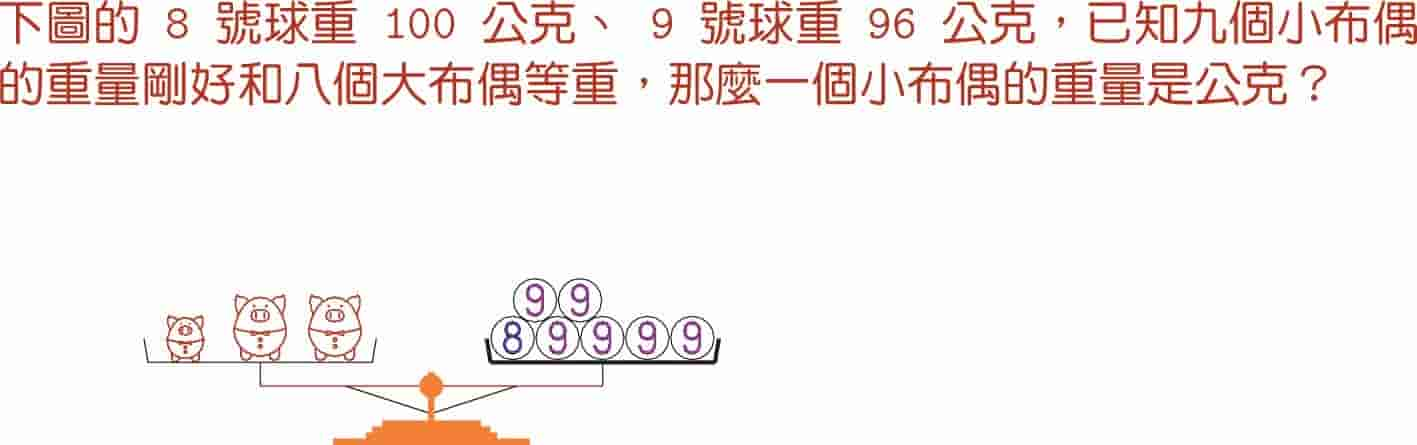 下圖的 8 號球重 100 公克、 9 號球重 96 公克，已知九個小布偶
的重量剛好和八個大布偶等重，那麼一個小布偶的重量是公克？
9 9
8 9 9 9 9